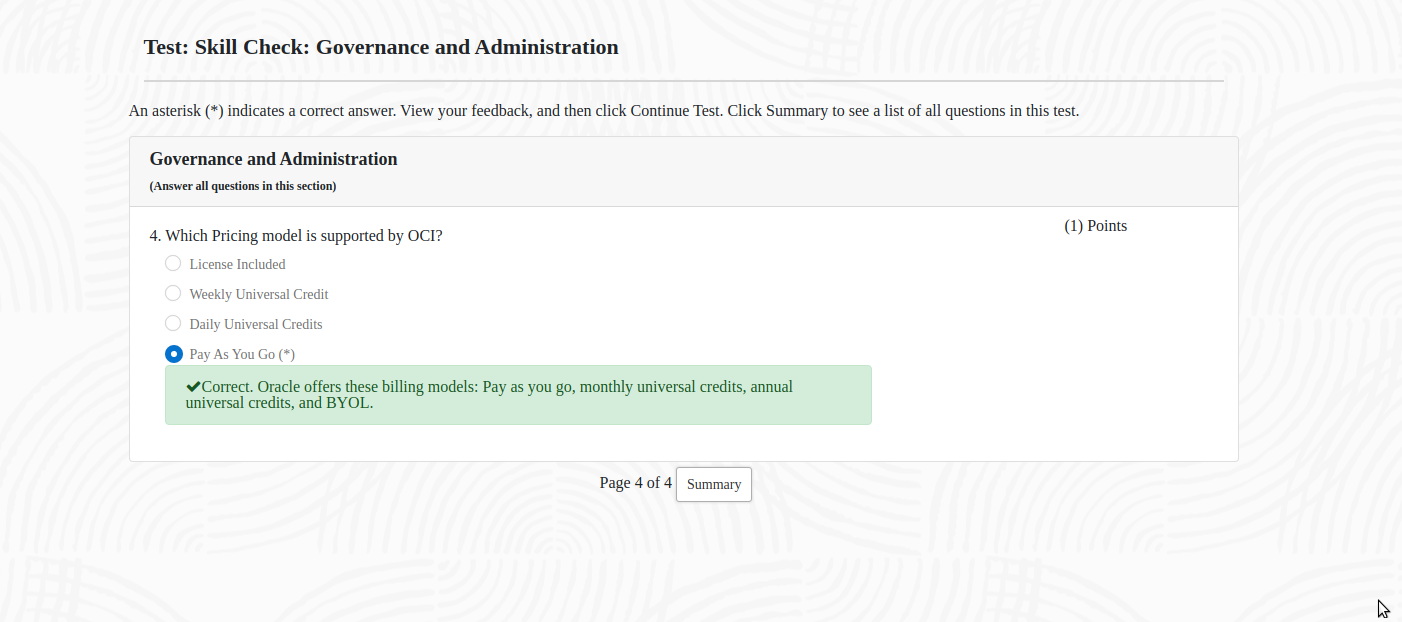 Test: Skill Check: Governance and Administration
An asterisk (*) indicates a correct answer. View your feedback, and then click Continue Test. Click Summary to see a list of all questions in this test.
Governance and Administration
(Answer all questions in this section)
4. Which Pricing model is supported by OCI?
(1) Points
License Included
Weekly Universal Credit
Daily Universal Credits
Pay As You Go (*)
Correct. Oracle offers these billing models: Pay as you go, monthly universal credits, annual
universal credits, and BYOL.
Page 4 of 4 Summary